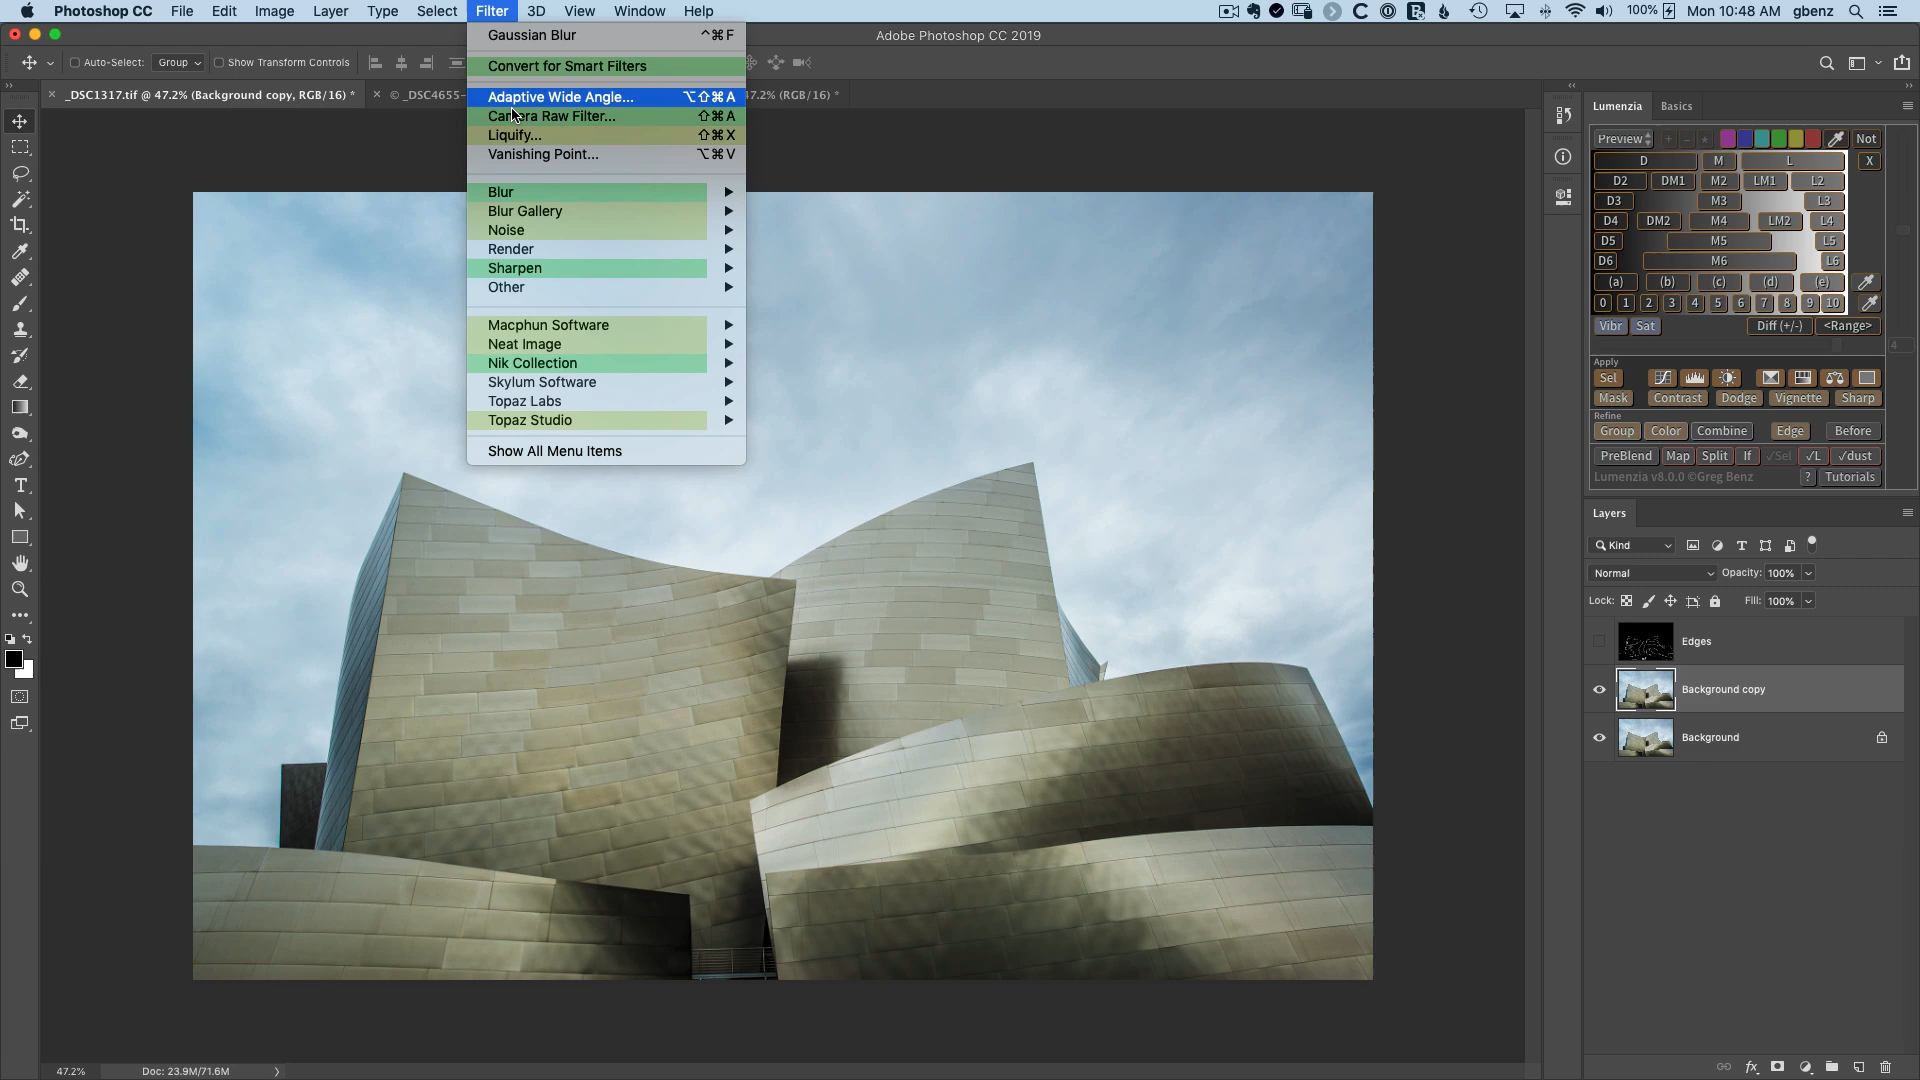 Photoshop CC File Edit Image Layer Type Select Filter 3D View Window Help 100% Mon 10:48 AM gbenz
Adobe Photoshop CC 2019
Auto-Select: Group Show Transform Controls
_DSC1317.tif @ 47.2% (Background copy, RGB/16) *
© _DSC4655-
47.2% (RGB/16) *
Gaussian Blur ^⌘F
Convert for Smart Filters
Adaptive Wide Angle... ⌥⇧⌘A
Camera Raw Filter... ⇧⌘A
Liquify... ⇧⌘X
Vanishing Point... ⌥⌘V
Blur
Blur Gallery
Noise
Render
Sharpen
Other
Macphun Software
Neat Image
Nik Collection
Skylum Software
Topaz Labs
Topaz Studio
Show All Menu Items
Lumenzia Basics
Preview + - Not
D M L X
D2 DM1 M2 LM1 L2
D3 M3 L3
D4 DM2 M4 LM2 L4
D5 M5 L5
D6 M6 L6
(a) (b) (c) (d) (e)
0 1 2 3 4 5 6 7 8 9 10
Vibr Sat Diff (+/-) <Range>
4
Apply
Sel
Mask Contrast Dodge Vignette Sharp
Refine
Group Color Combine Edge Before
PreBlend Map Split If ✓Sel ✓L ✓dust
Lumenzia v8.0.0 ©Greg Benz ? Tutorials
Layers
Kind
Normal Opacity: 100%
Lock: Fill: 100%
Edges
Background copy
Background
47.2% Doc: 23.9M/71.6M